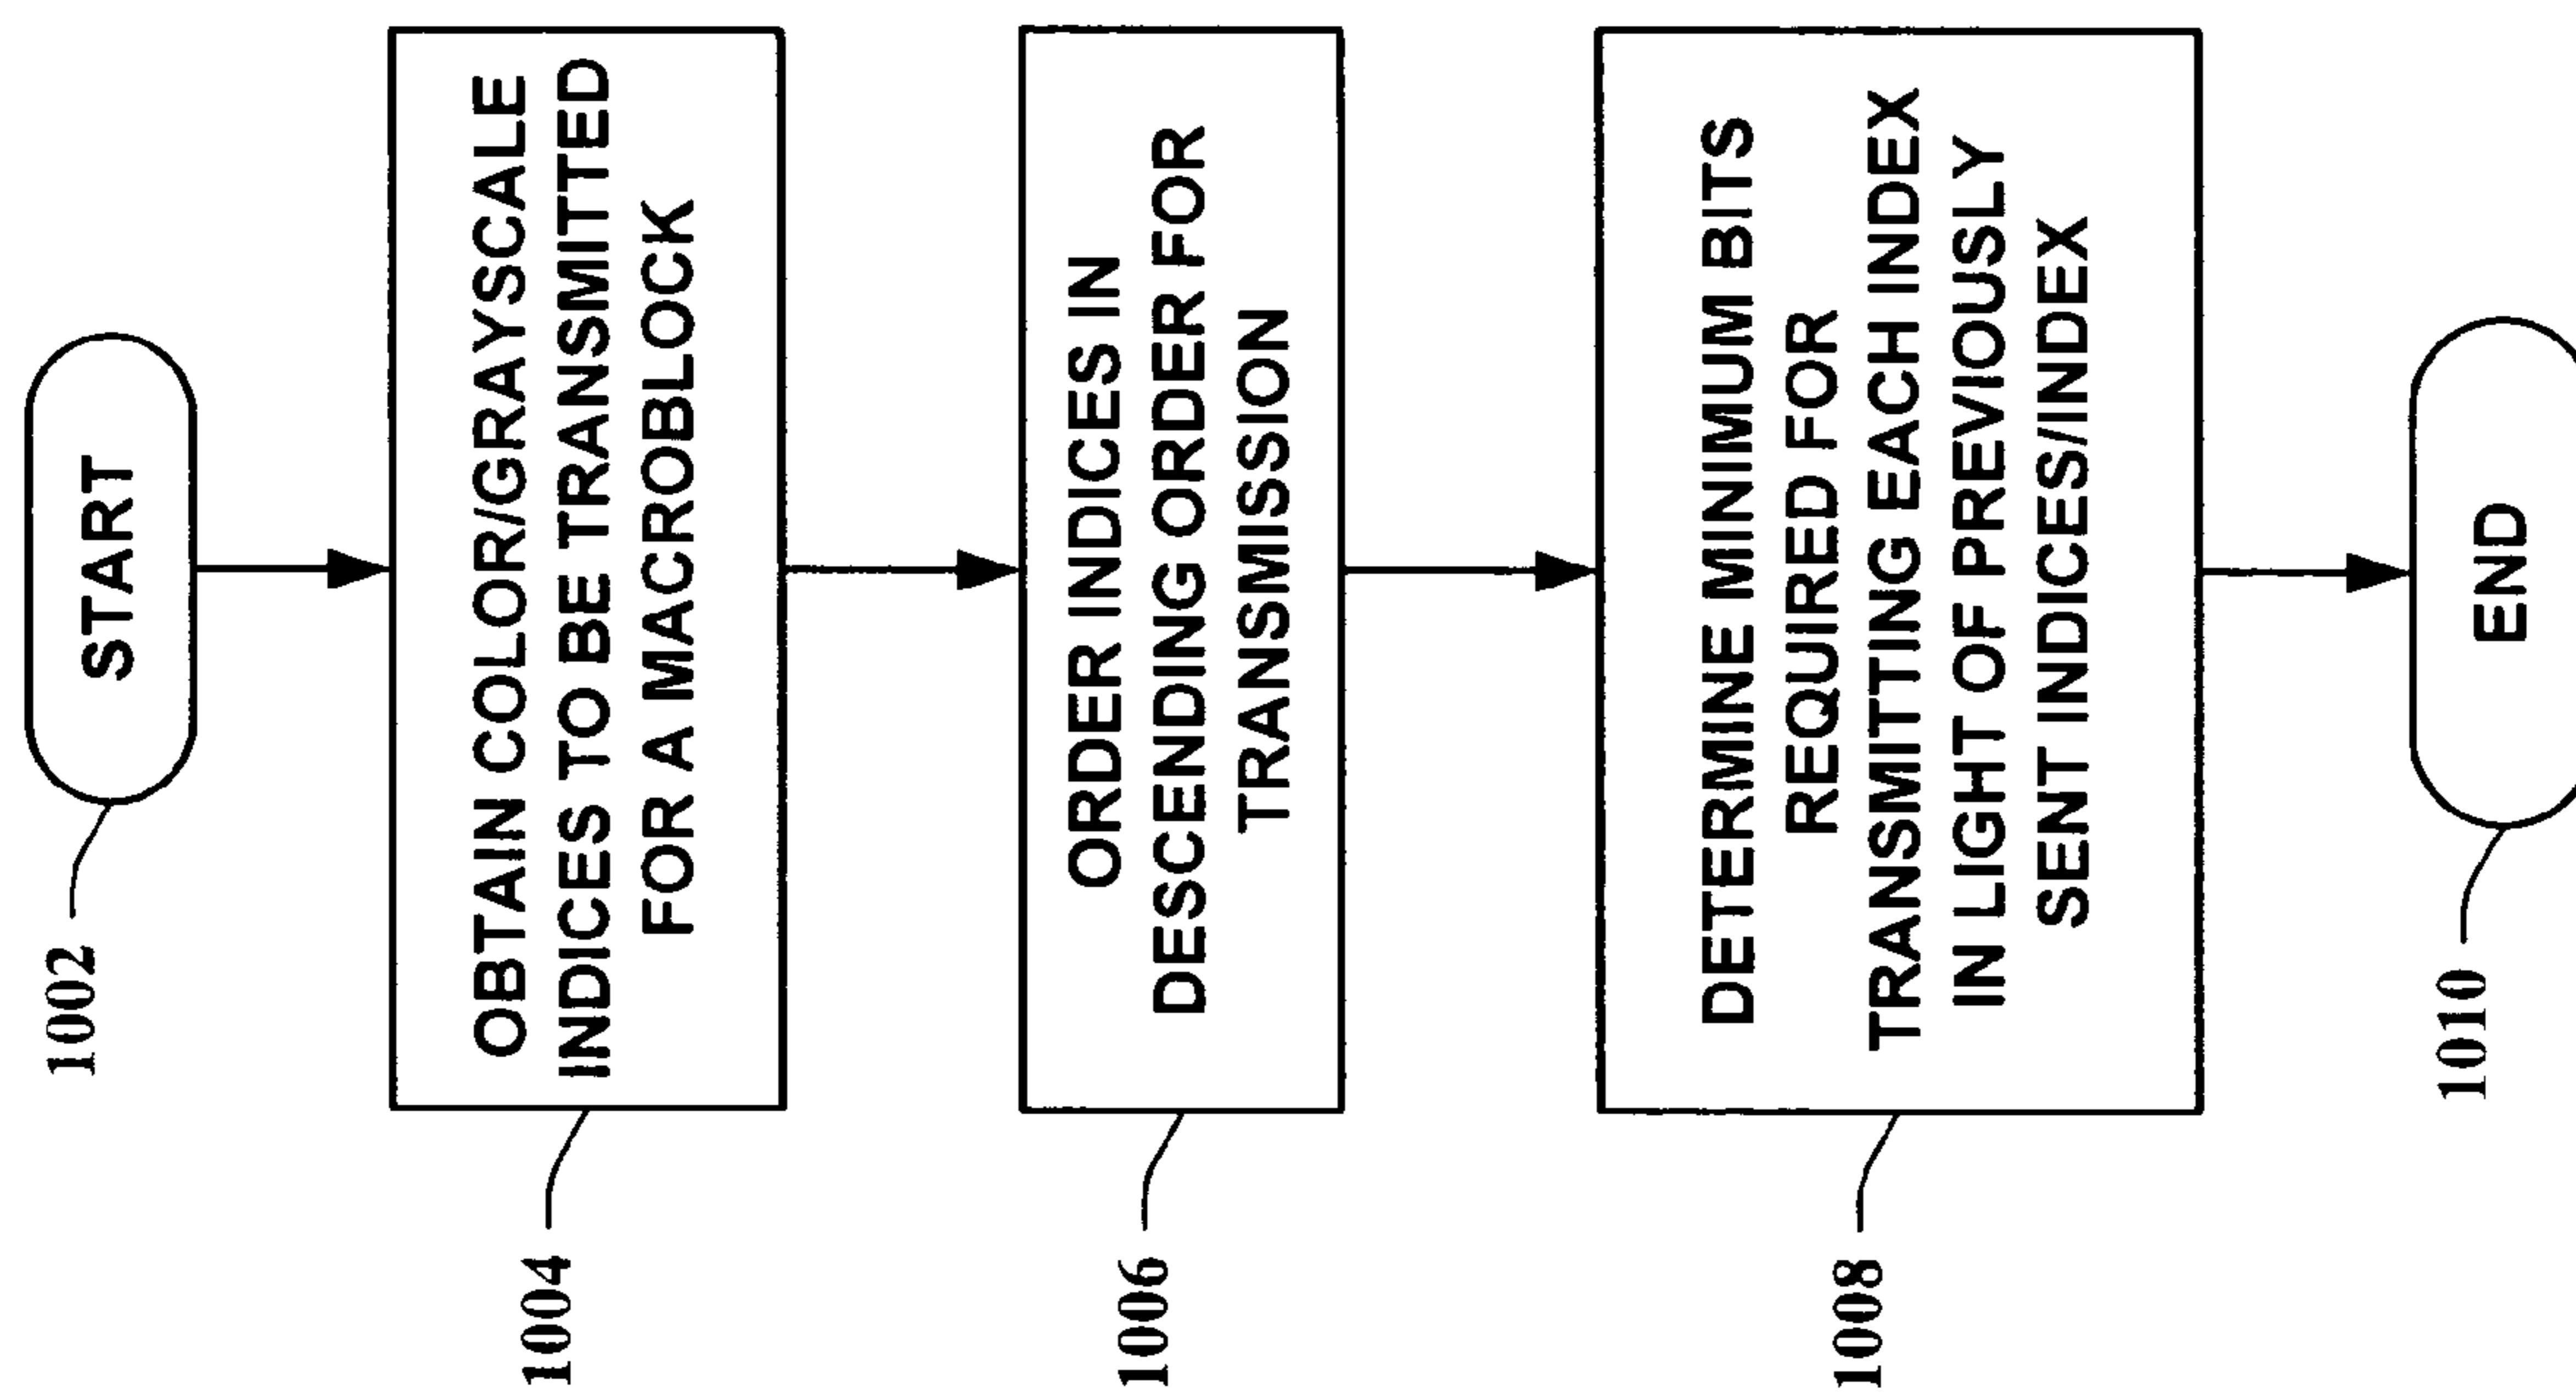 START
1002
OBTAIN COLOR/GRAYSCALE
INDICES TO BE TRANSMITTED
FOR A MACROBLOCK
1004
ORDER INDICES IN
DESCENDING ORDER FOR
TRANSMISSION
1006
DETERMINE MINIMUM BITS
REQUIRED FOR
TRANSMITTING EACH INDEX
IN LIGHT OF PREVIOUSLY
SENT INDICES/INDEX
1008
END
1010